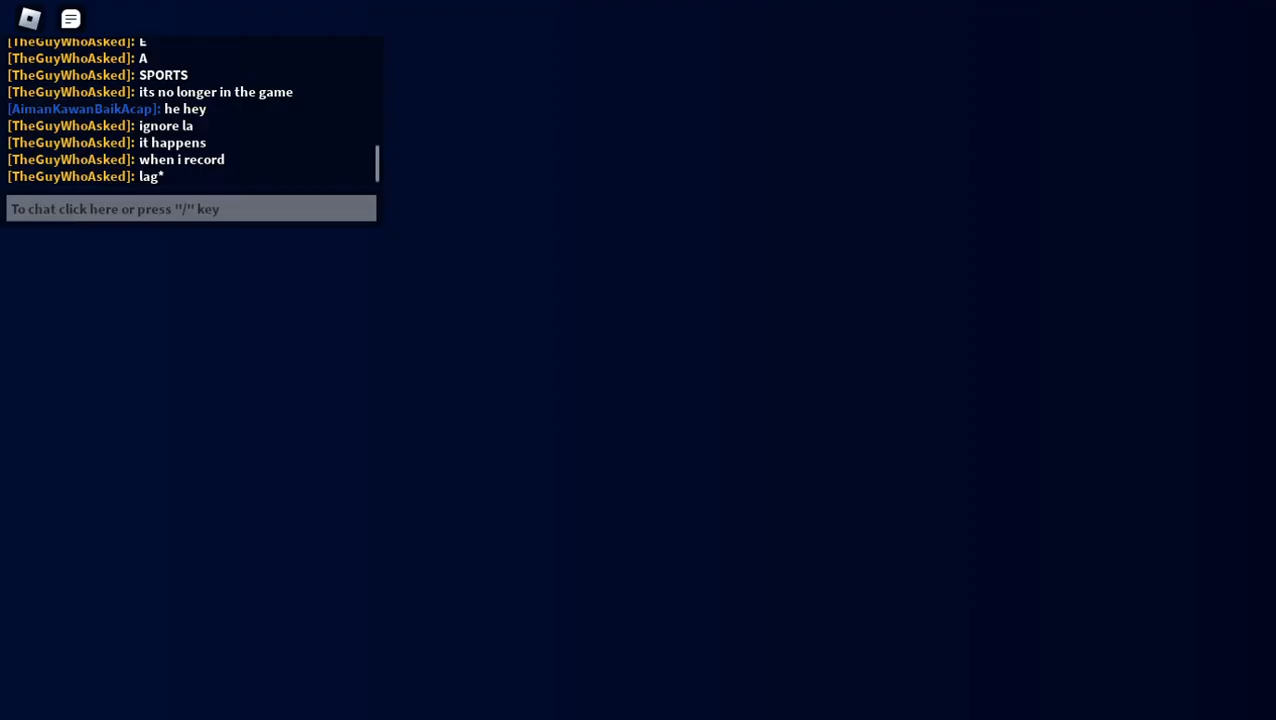 [TheGuyWhoAsked]: E
[TheGuyWhoAsked]: A
[TheGuyWhoAsked]: SPORTS
[TheGuyWhoAsked]: its no longer in the game
[AimanKawanBaikAcap]: he hey
[TheGuyWhoAsked]: ignore la
[TheGuyWhoAsked]: it happens
[TheGuyWhoAsked]: when i record
[TheGuyWhoAsked]: lag*
To chat click here or press "/" key